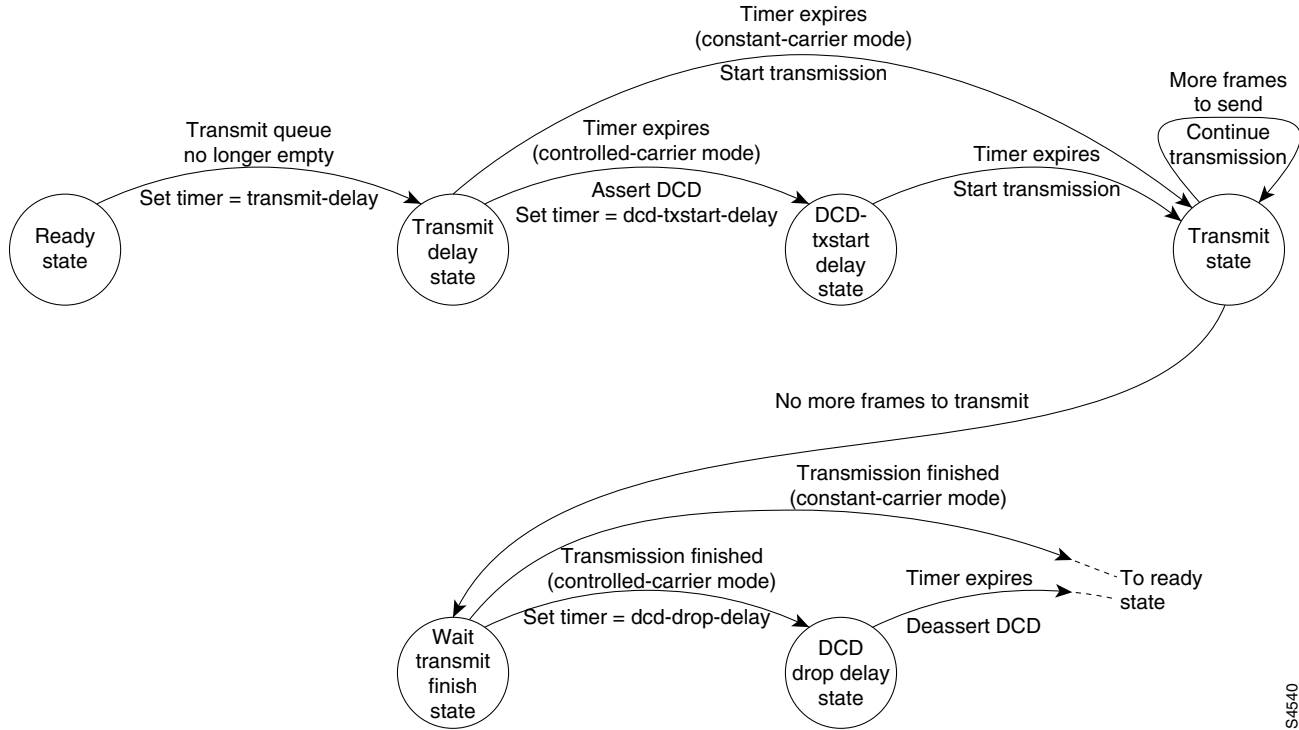 Timer expires
(constant-carrier mode)
Start transmission
More frames
to send
Continue
transmission
Transmit queue
no longer empty
Set timer = transmit-delay
Timer expires
(controlled-carrier mode)
Assert DCD
Set timer = dcd-txstart-delay
Timer expires
Start transmission
Ready
state
Transmit
delay
state
DCD-
txstart
delay
state
Transmit
state
No more frames to transmit
Transmission finished
(constant-carrier mode)
Transmission finished
(controlled-carrier mode)
Set timer = dcd-drop-delay
Timer expires
Deassert DCD
To ready
state
Wait
transmit
finish
state
DCD
drop delay
state
S4540